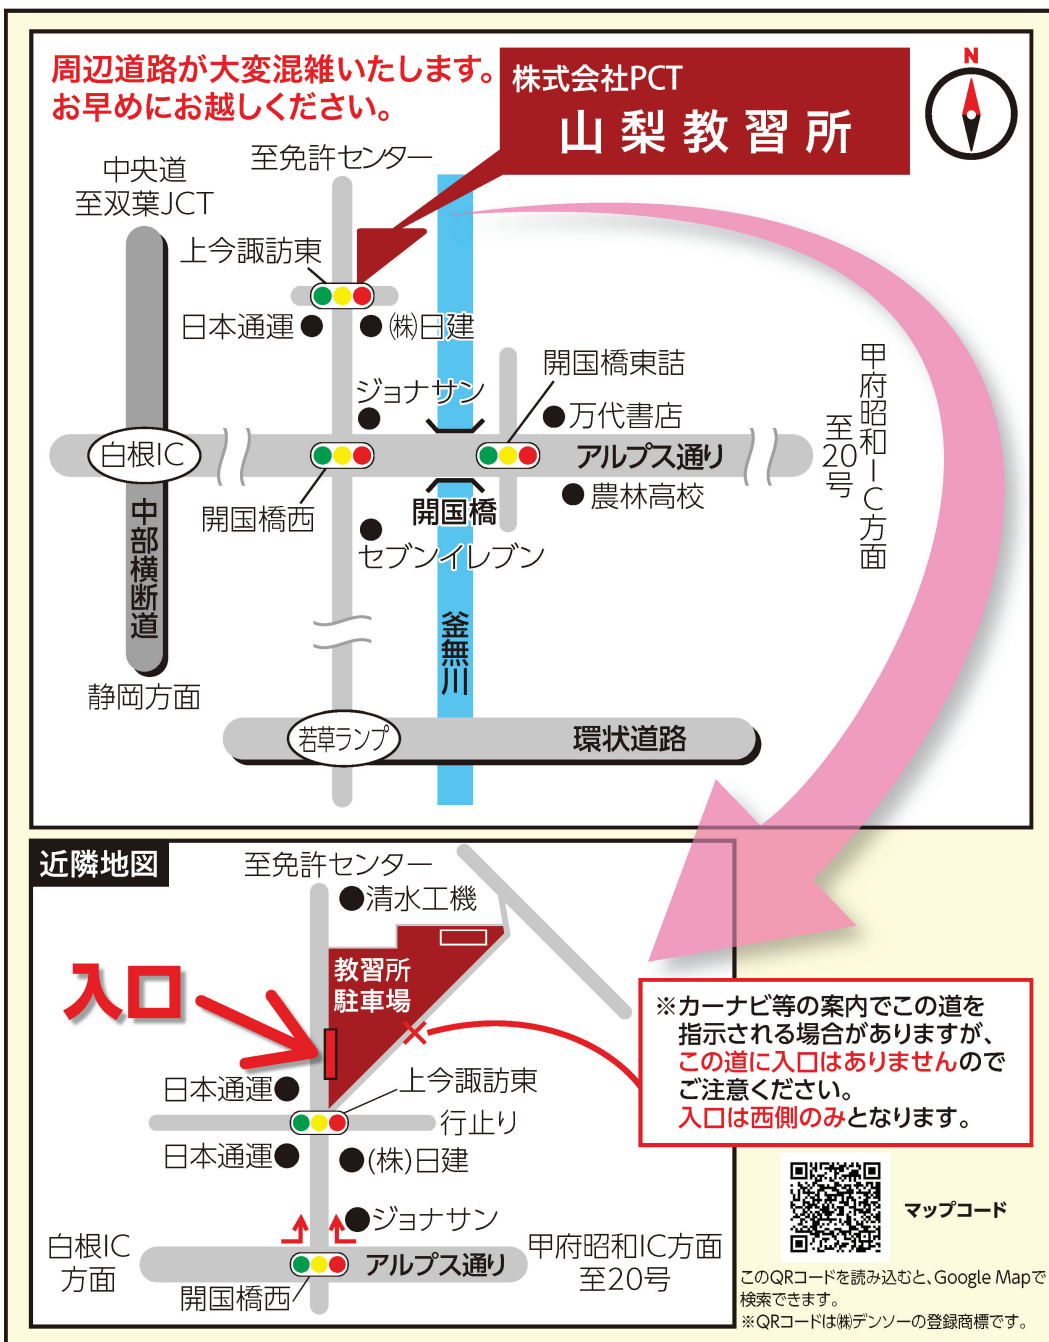 周辺道路が大変混雑いたします。
お早めにお越しください。
株式会社PCT
山梨教習所
N
中央道
至双葉JCT
至免許センター
上今諏訪東
日本通運
㈱日建
ジョナサン
開国橋東詰
万代書店
甲府昭和IC方面
至20号
白根IC
アルプス通り
開国橋西
開国橋
農林高校
セブンイレブン
中部横断道
釜無川
静岡方面
若草ランプ
環状道路
近隣地図
至免許センター
清水工機
入口
教習所
駐車場
※カーナビ等の案内でこの道を
指示される場合がありますが、
この道に入口はありませんので
ご注意ください。
入口は西側のみとなります。
日本通運
上今諏訪東
行止り
日本通運
(株)日建
ジョナサン
白根IC
方面
アルプス通り
甲府昭和IC方面
至20号
開国橋西
マップコード
このQRコードを読み込むと、Google Mapで
検索できます。
※QRコードは㈱デンソーの登録商標です。